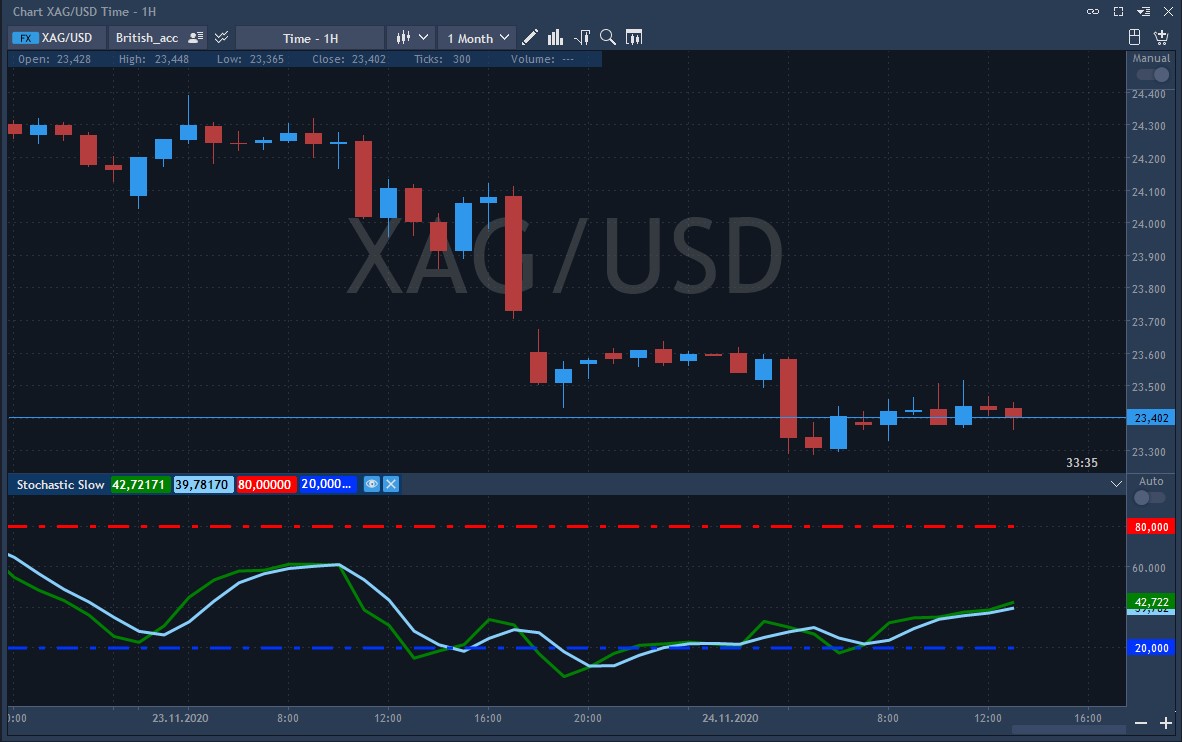 Chart XAG/USD Time - 1H
FX XAG/USD British_acc Time - 1H 1 Month
Open: 23,428 High: 23,448 Low: 23,365 Close: 23,402 Ticks: 300 Volume: ---
Manual
24.400
24.300
24.200
24.100
24.000
23.900
23.800
23.700
23.600
23.500
23,402
23.300
XAG/USD
33:35
Stochastic Slow 42,72171 39,78170 80,00000 20,000...
Auto
80,000
60.000
42,722
20,000
23.11.2020 8:00 12:00 16:00 20:00 24.11.2020 8:00 12:00 16:00